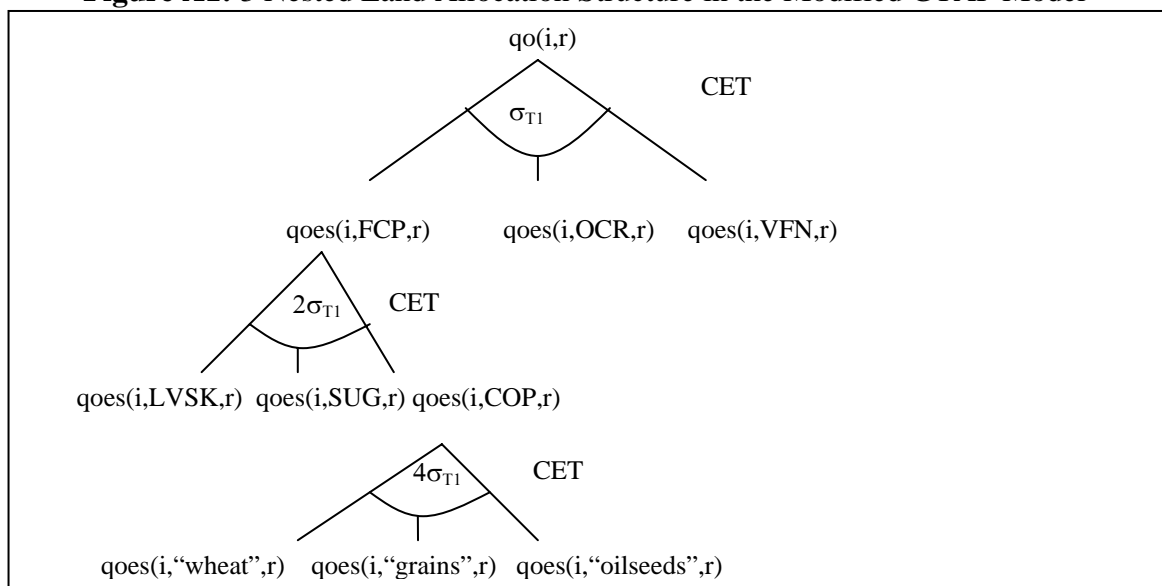 Figure 3 Nested Land Allocation Structure in the Modified GTAP Model
qo(i,r)
CET
σT1
qoes(i,FCP,r) qoes(i,OCR,r) qoes(i,VFN,r)
2σT1 CET
qoes(i,LVSK,r) qoes(i,SUG,r) qoes(i,COP,r)
4σT1 CET
qoes(i,“wheat”,r) qoes(i,“grains”,r) qoes(i,“oilseeds”,r)